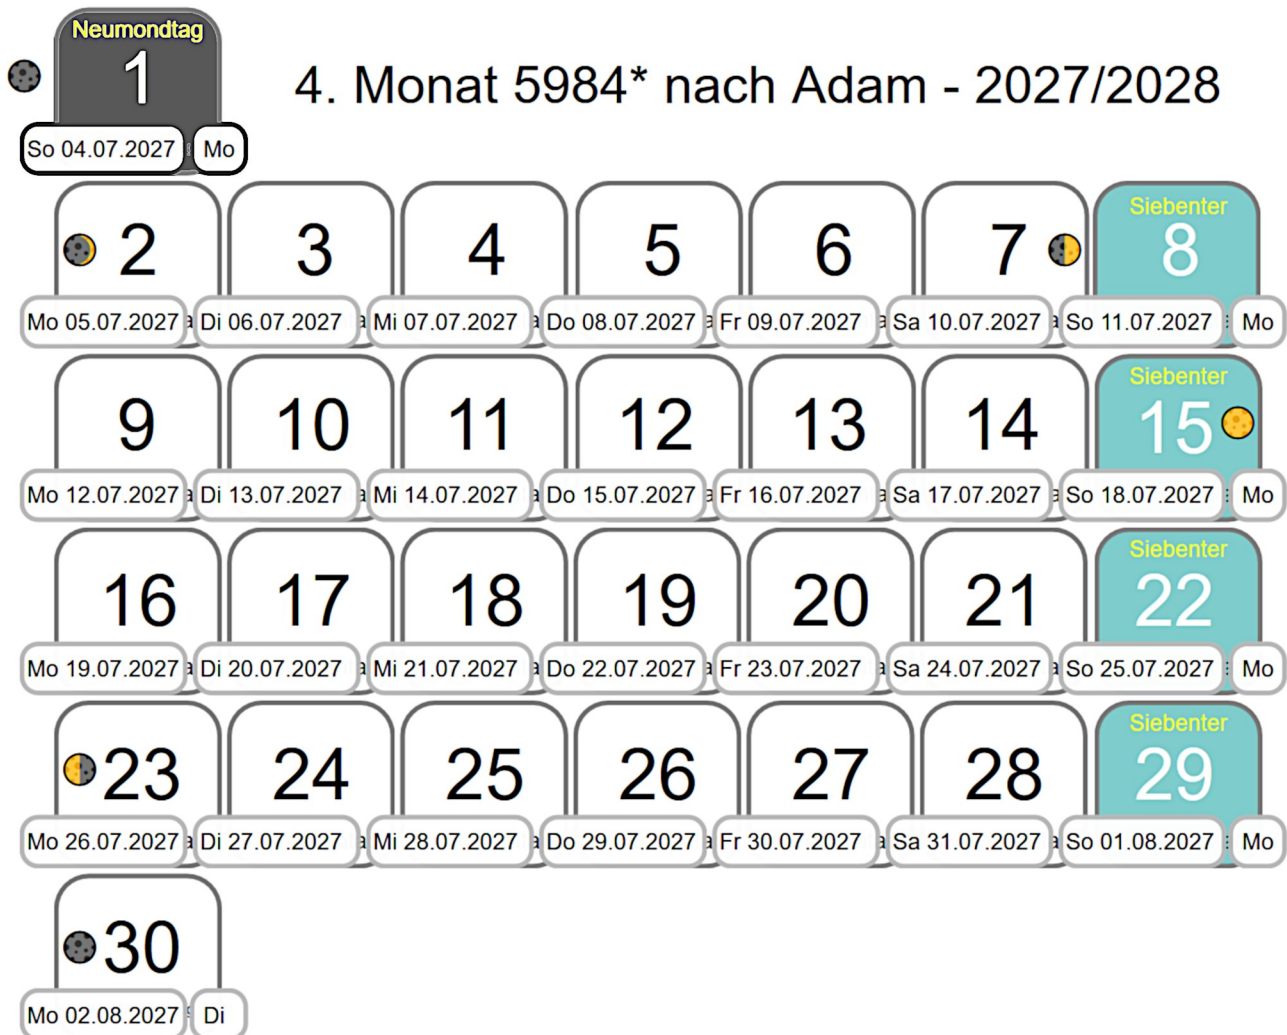 Neumondtag
1
4. Monat 5984* nach Adam - 2027/2028
So 04.07.2027 Mo
2 3 4 5 6 7 Siebenter 8
Mo 05.07.2027 Di 06.07.2027 Mi 07.07.2027 Do 08.07.2027 Fr 09.07.2027 Sa 10.07.2027 So 11.07.2027 Mo
9 10 11 12 13 14 Siebenter 15
Mo 12.07.2027 Di 13.07.2027 Mi 14.07.2027 Do 15.07.2027 Fr 16.07.2027 Sa 17.07.2027 So 18.07.2027 Mo
16 17 18 19 20 21 Siebenter 22
Mo 19.07.2027 Di 20.07.2027 Mi 21.07.2027 Do 22.07.2027 Fr 23.07.2027 Sa 24.07.2027 So 25.07.2027 Mo
23 24 25 26 27 28 Siebenter 29
Mo 26.07.2027 Di 27.07.2027 Mi 28.07.2027 Do 29.07.2027 Fr 30.07.2027 Sa 31.07.2027 So 01.08.2027 Mo
30
Mo 02.08.2027 Di